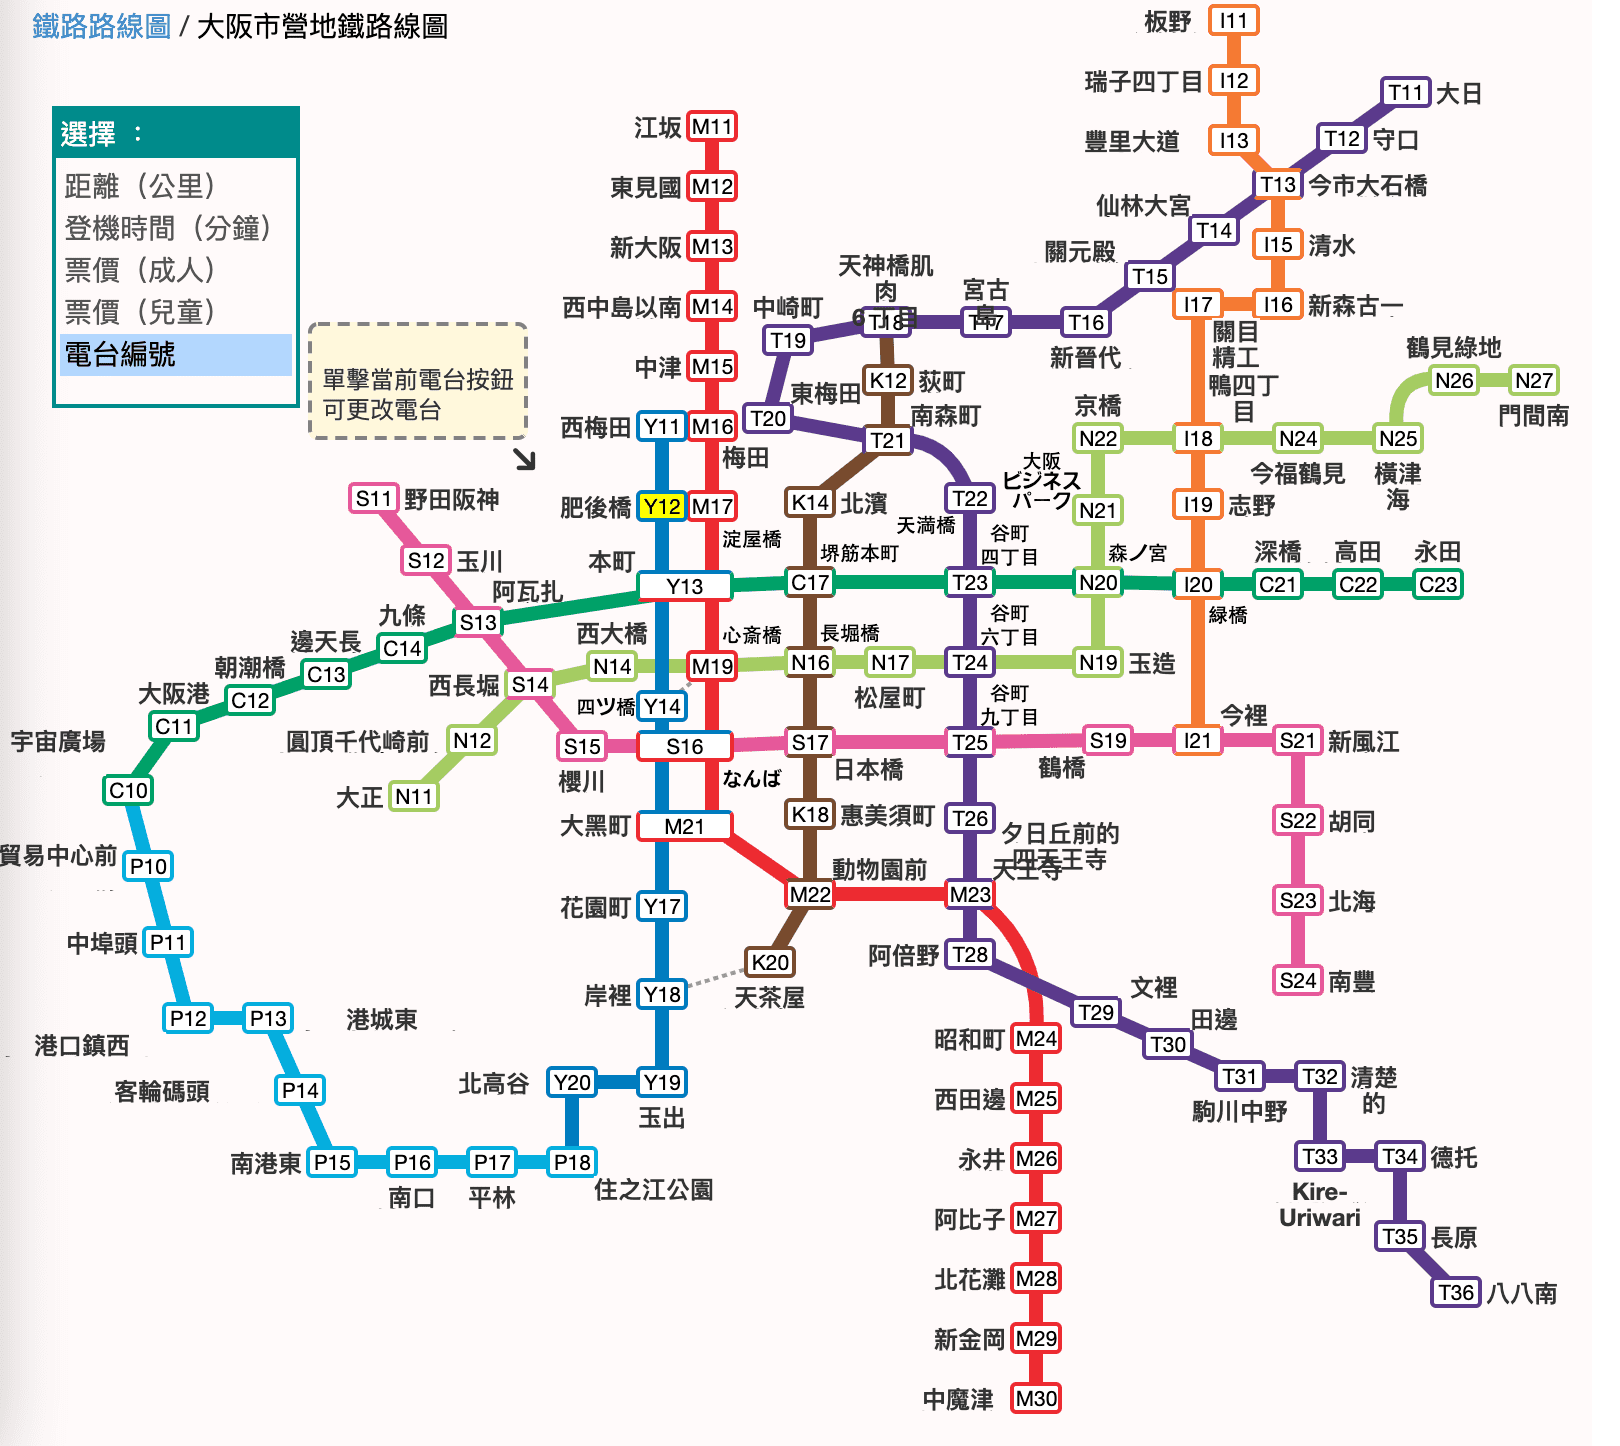 鐵路路線圖 / 大阪市營地鐵路線圖
選擇 ：
距離（公里）
登機時間（分鐘）
票價（成人）
票價（兒童）
電台編號
單擊當前電台按鈕
可更改電台
板野 I11
瑞子四丁目 I12
豐里大道 I13
T11 大日
T12 守口
T13 今市大石橋
仙林大宮 T14
關元殿 T15
I15 清水
I17 I16 新森古一
關目
精工
鴨四丁
目
江坂 M11
東見國 M12
新大阪 M13
西中島以南 M14
中津 M15
西梅田 Y11 M16
梅田
肥後橋 Y12 M17
淀屋橋
天神橋肌
肉
6丁目 T18
宮古
島 T17
T16
新晉代
中崎町
T19
東梅田
T20
K12 荻町
南森町
T21
K14 北濱
T22
天満橋
鶴見綠地
N26 N27
門間南
京橋
N22 I18 N24 N25
今福鶴見
橫津
海
大阪
ビジネス
パーク
N21
I19 志野
S11 野田阪神
S12 玉川
阿瓦扎
S13
本町
Y13
堺筋本町
C17
谷町
四丁目
T23
森ノ宮
N20
I20
緑橋
深橋 高田 永田
C21 C22 C23
九條
C14
邊天長
C13
朝潮橋
C12
大阪港
C11
宇宙廣場
C10
西大橋
N14
心斎橋
M19
長堀橋
N16 N17
松屋町
谷町
六丁目
T24
N19 玉造
西長堀 S14
四ツ橋 Y14
圓頂千代崎前 N12
大正 N11
S15
櫻川
S16
なんば
S17
日本橋
谷町
九丁目
T25
S19
鶴橋
今裡
I21 S21 新風江
S22 胡同
S23 北海
S24 南豐
大黑町 M21
K18 惠美須町
T26
夕日丘前的
四天王寺
動物園前
M22
天王寺
M23
花園町 Y17
岸裡 Y18
K20
天茶屋
阿倍野 T28
文裡
T29
田邊
T30
T31 T32 清楚
的
駒川中野
T33 T34 德托
Kire-
Uriwari
T35 長原
T36 八八南
貿易中心前 P10
中埠頭 P11
P12 P13 港城東
港口鎮西
客輪碼頭 P14
南港東 P15 P16 P17 P18
南口 平林 住之江公園
北高谷 Y20 Y19
玉出
昭和町 M24
西田邊 M25
永井 M26
阿比子 M27
北花灘 M28
新金岡 M29
中魔津 M30